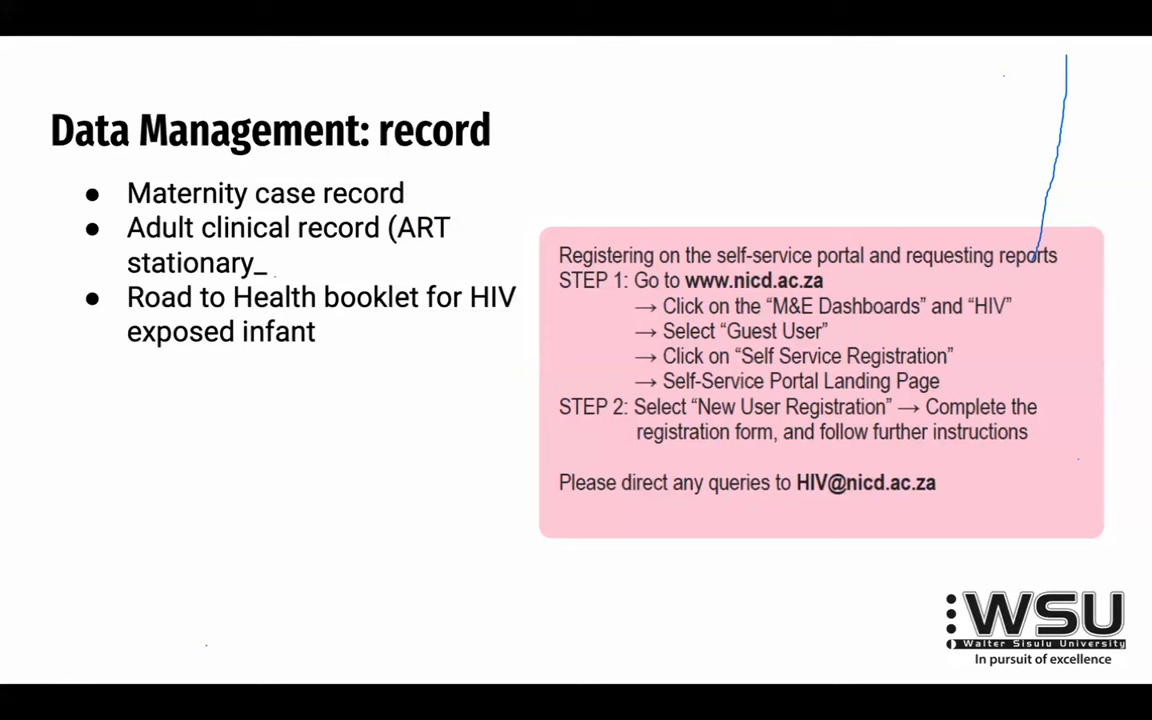 Data Management: record
● Maternity case record
● Adult clinical record (ART
stationary_
● Road to Health booklet for HIV
exposed infant
Registering on the self-service portal and requesting reports
STEP 1: Go to www.nicd.ac.za
→ Click on the “M&E Dashboards” and “HIV”
→ Select “Guest User”
→ Click on “Self Service Registration”
→ Self-Service Portal Landing Page
STEP 2: Select “New User Registration” → Complete the
registration form, and follow further instructions
Please direct any queries to HIV@nicd.ac.za
WSU
Walter Sisulu University
In pursuit of excellence